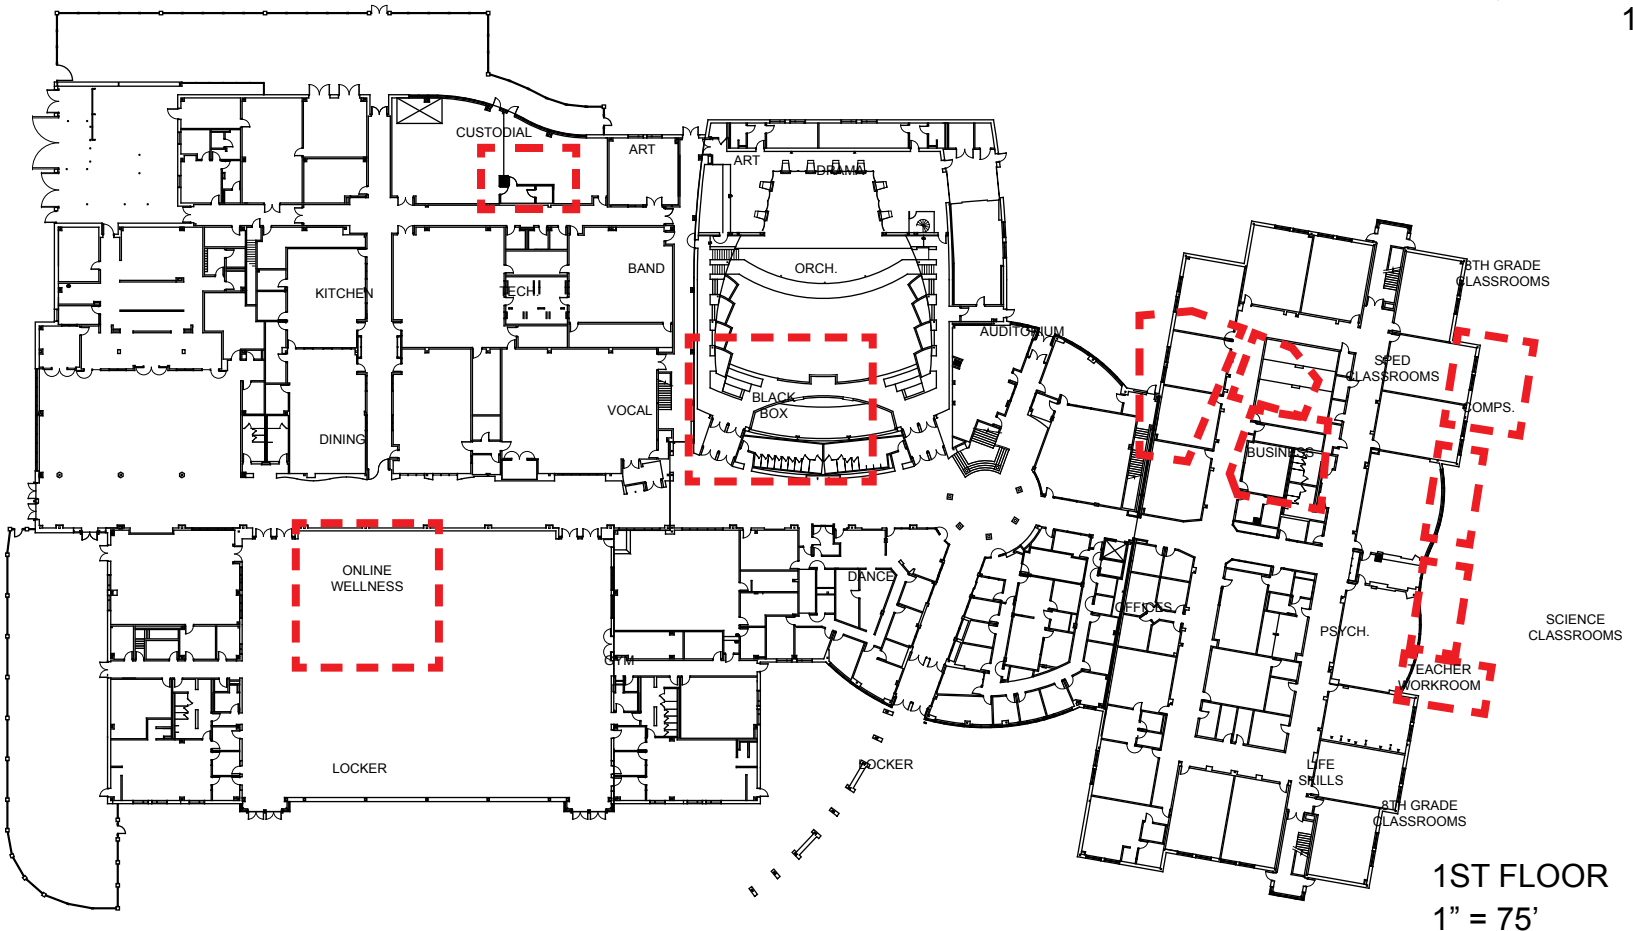 1
CUSTODIAL
ART
ART
DRAMA
BAND
ORCH.
KITCHEN
TECH.
8TH GRADE
CLASSROOMS
AUDITORIUM
SPED
CLASSROOMS
BLACK
BOX
VOCAL
COMPS.
DINING
BUSINESS
ONLINE
WELLNESS
DANCE
OFFICES
PSYCH.
SCIENCE
CLASSROOMS
GYM
TEACHER
WORKROOM
LOCKER
LOCKER
LIFE
SKILLS
8TH GRADE
CLASSROOMS
1ST FLOOR
1” = 75’